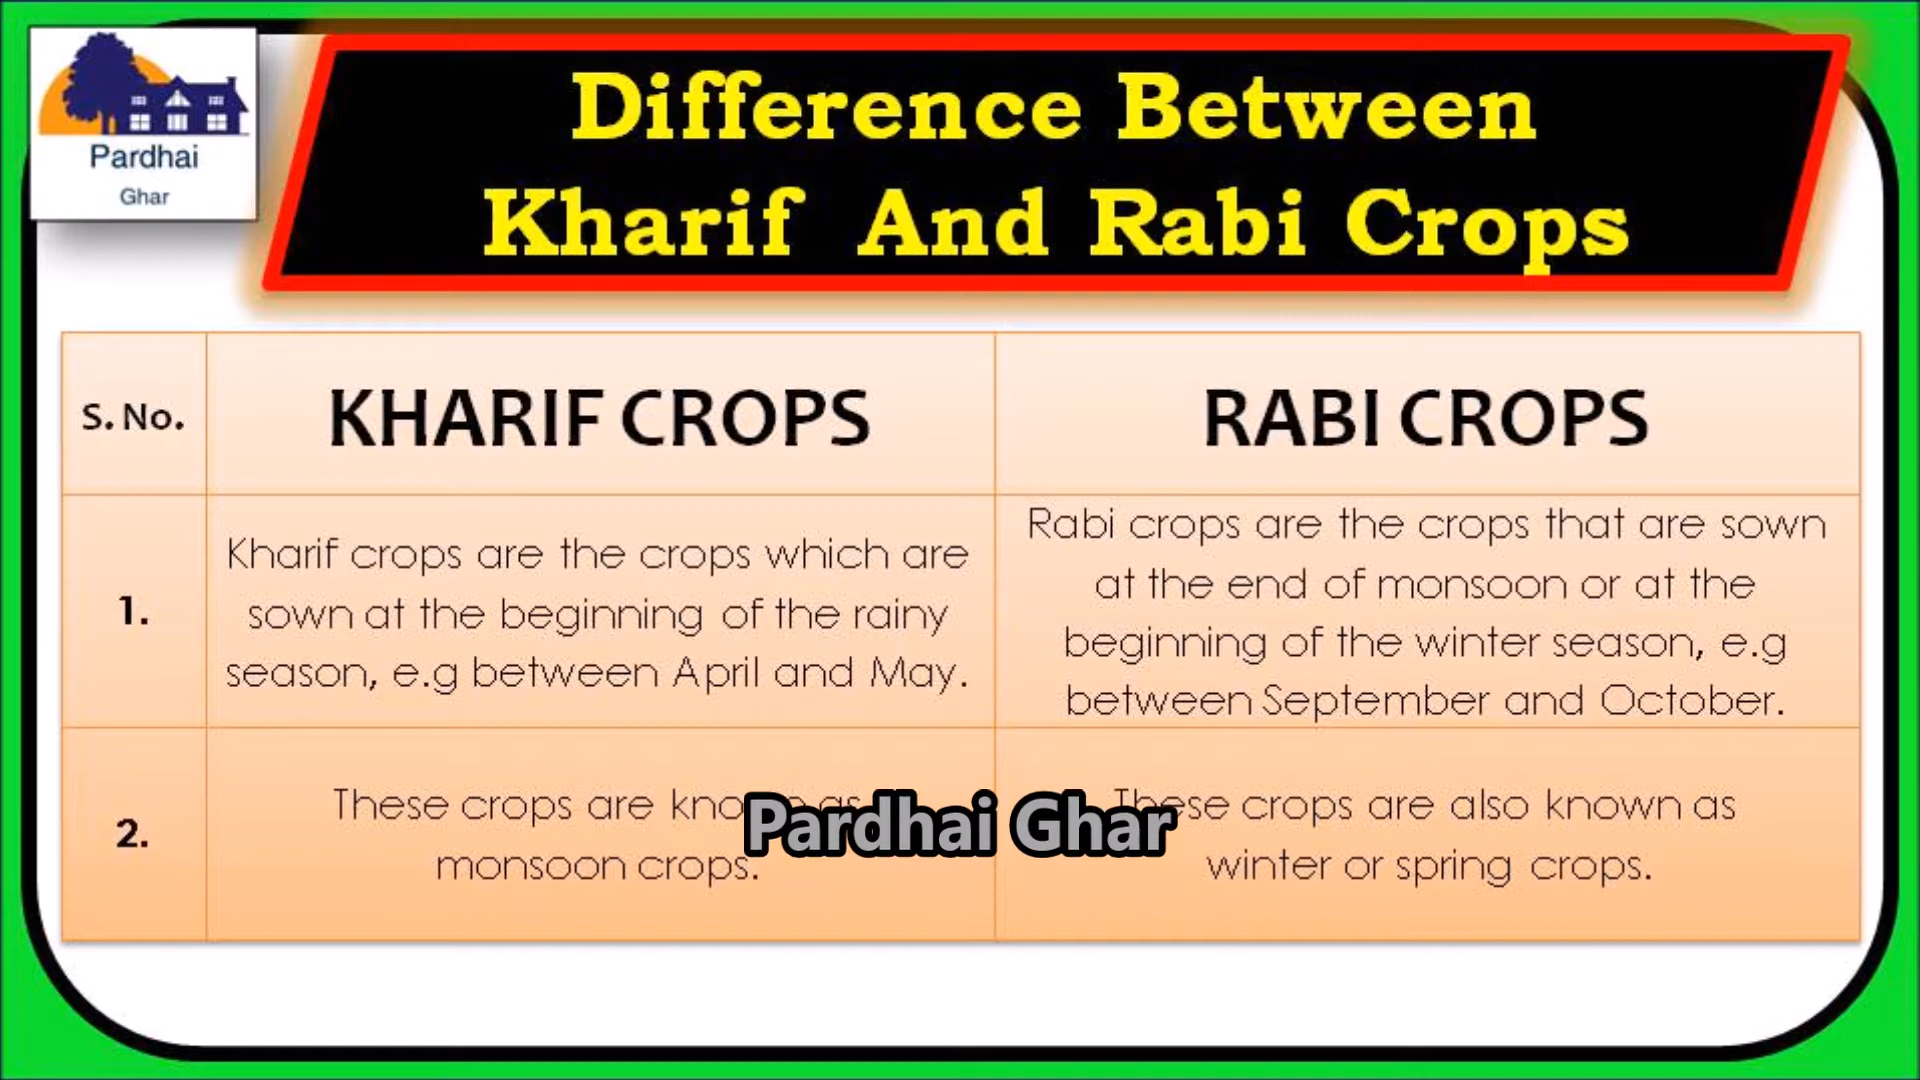 Pardhai
Ghar
Difference Between
Kharif And Rabi Crops
S. No.
KHARIF CROPS
RABI CROPS
1.
Kharif crops are the crops which are
sown at the beginning of the rainy
season, e.g between April and May.
Rabi crops are the crops that are sown
at the end of monsoon or at the
beginning of the winter season, e.g
between September and October.
2.
These crops are known as
monsoon crops.
Pardhai Ghar
These crops are also known as
winter or spring crops.